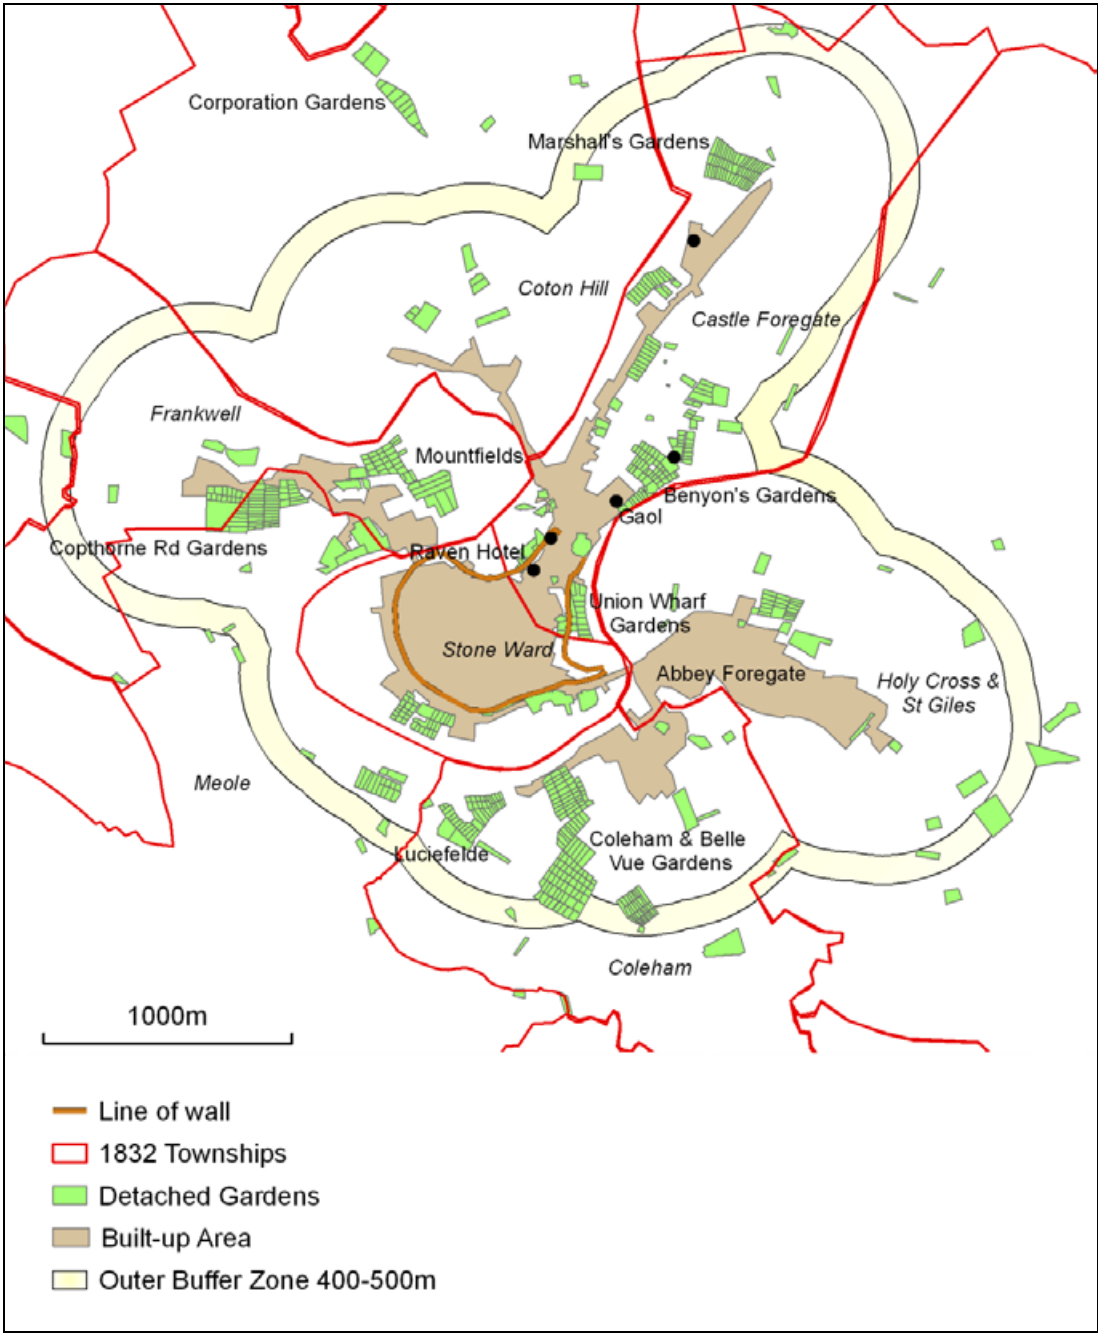 Corporation Gardens
Marshall's Gardens
Coton Hill
Castle Foregate
Frankwell
Mountfields
Benyon's Gardens
Gaol
Copthorne Rd Gardens
Raven Hotel
Union Wharf
Gardens
Stone Ward
Abbey Foregate
Holy Cross &
St Giles
Meole
Coleham & Belle
Vue Gardens
Luciefelde
Coleham
1000m
Line of wall
1832 Townships
Detached Gardens
Built-up Area
Outer Buffer Zone 400-500m